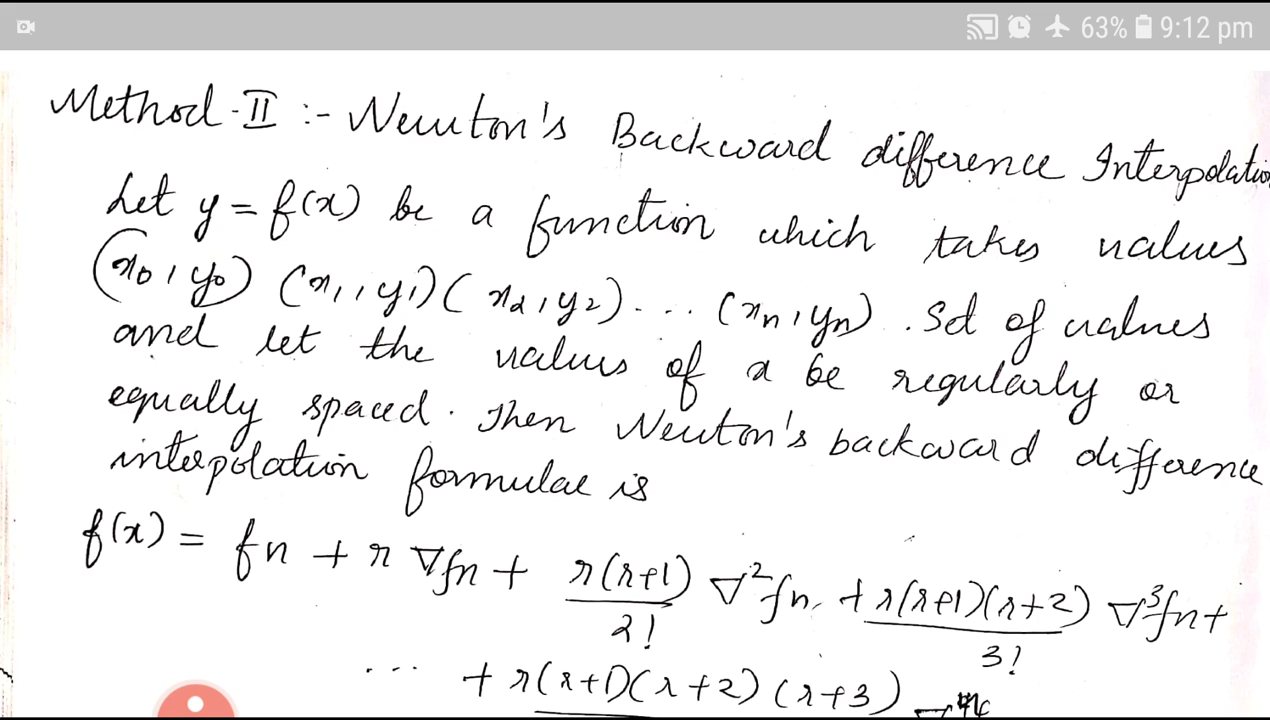 63% 9:12 pm
Method-II :- Newton's Backward difference Interpolatio
Let y = f(x) be a function which takes values
(x₀, y₀) (x₁, y₁) (x₂, y₂) . ... (xₙ, yₙ) . Set of values
and let the values of x be regularly or
equally spaced. Then Newton's backward difference
interpolation formulae is
f(x) = fn + r ∇fn + r(r+1)/2! ∇²fn + r(r+1)(r+2)/3! ∇³fn +
... + r(r+1)(r+2)(r+3)